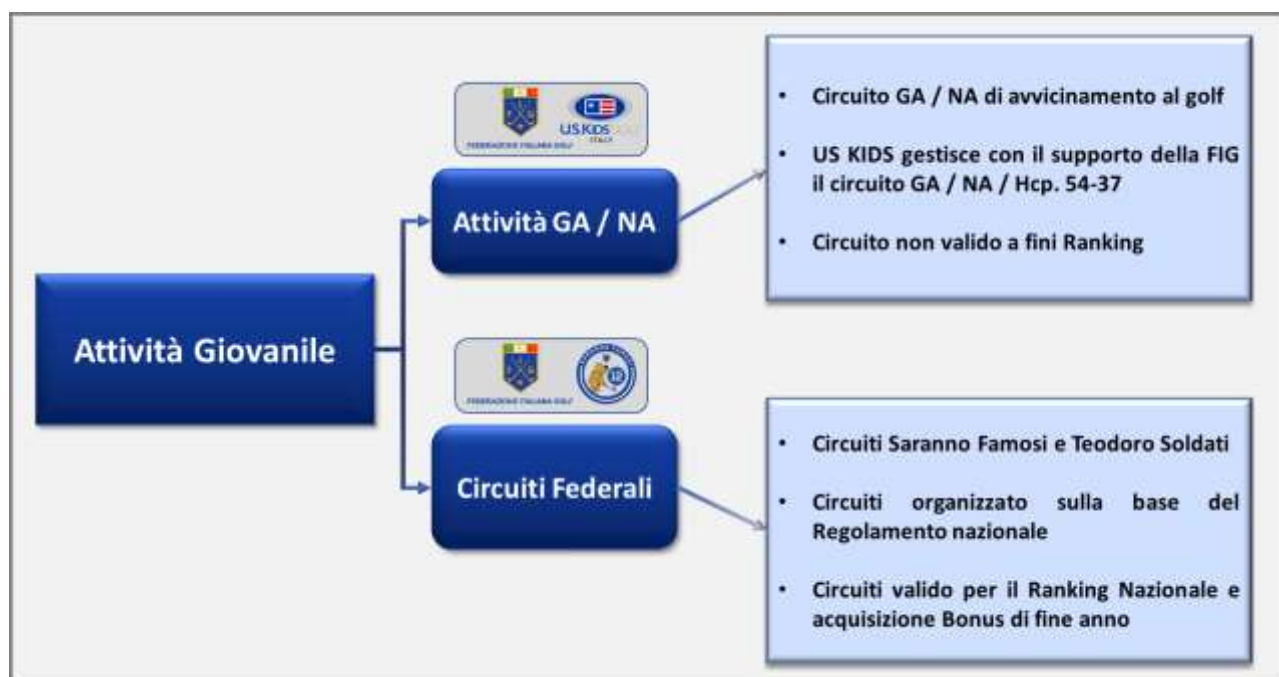 Circuito GA / NA di avvicinamento al golf
US KIDS gestisce con il supporto della FIG
il circuito GA / NA / Hcp. 54-37
Circuito non valido a fini Ranking
U.S.KIDS
ITALY
FEDERAZIONE ITALIANA GOLF
Attività GA / NA
Attività Giovanile
FEDERAZIONE ITALIANA GOLF
Circuiti Federali
Circuiti Saranno Famosi e Teodoro Soldati
Circuiti organizzato sulla base del
Regolamento nazionale
Circuiti valido per il Ranking Nazionale e
acquisizione Bonus di fine anno